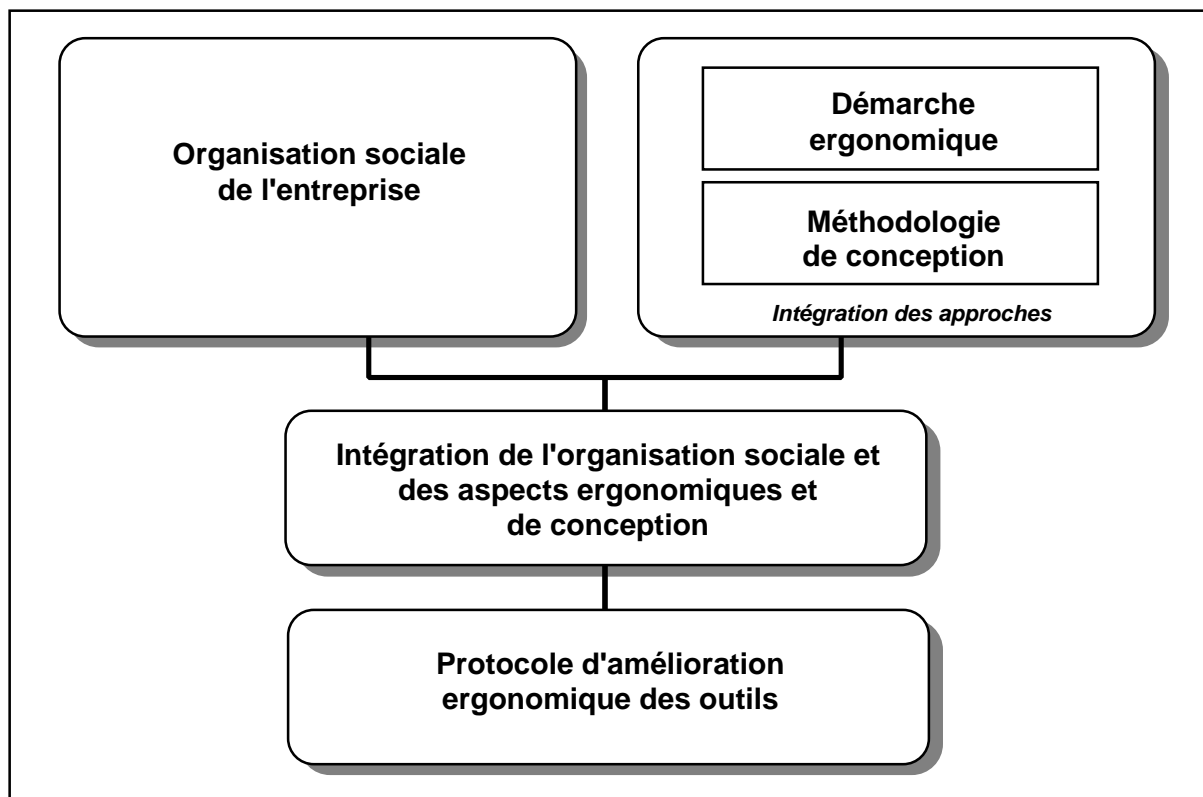 Organisation sociale
de l'entreprise
Démarche
ergonomique
Méthodologie
de conception
Intégration des approches
Intégration de l'organisation sociale et
des aspects ergonomiques et
de conception
Protocole d'amélioration
ergonomique des outils